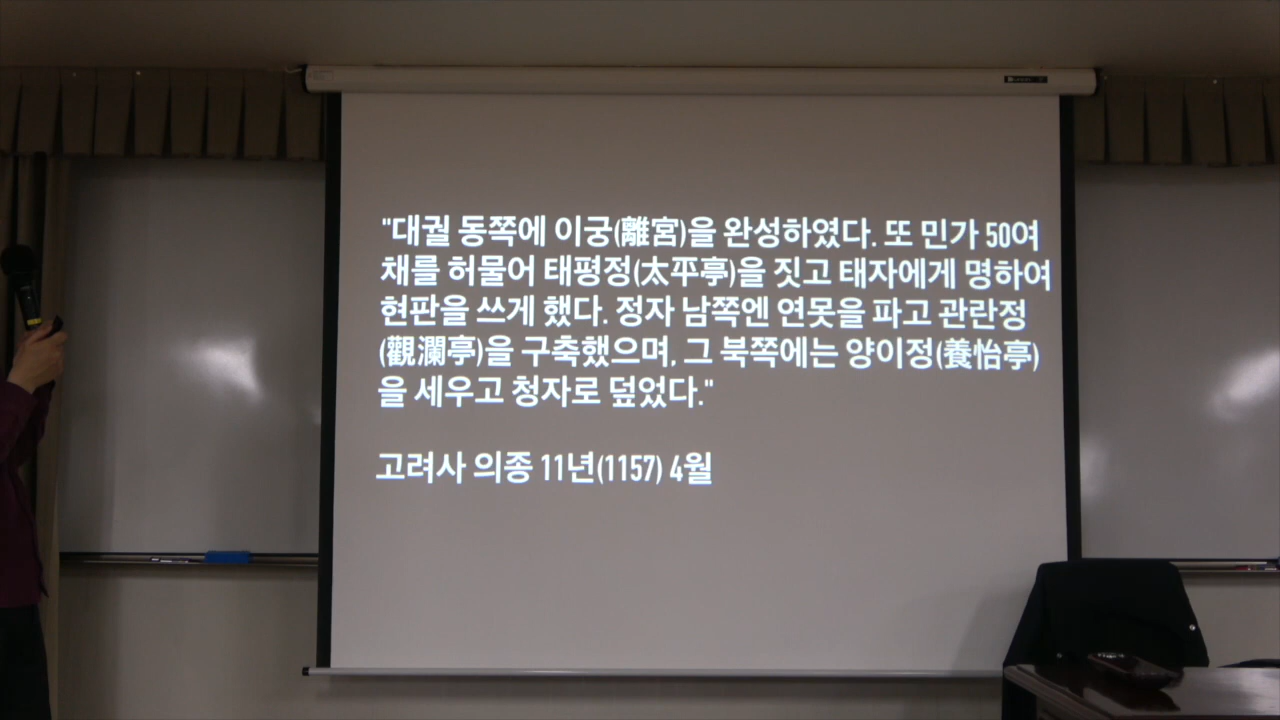 "대궐 동쪽에 이궁(離宮)을 완성하였다. 또 민가 50여
채를 허물어 태평정(太平亭)을 짓고 태자에게 명하여
현판을 쓰게 했다. 정자 남쪽엔 연못을 파고 관란정
(觀瀾亭)을 구축했으며, 그 북쪽에는 양이정(養怡亭)
을 세우고 청자로 덮었다."
고려사 의종 11년(1157) 4월